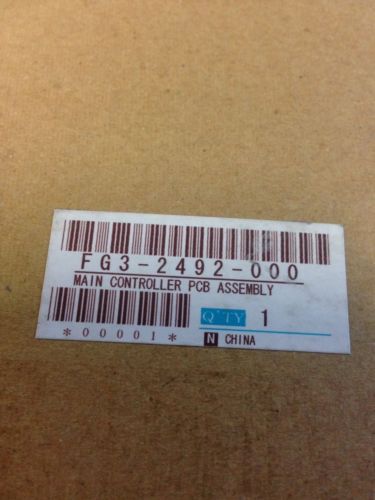 FG3-2492-000
MAIN CONTROLLER PCB ASSEMBLY
Q'TY 1
*00001*
N CHINA